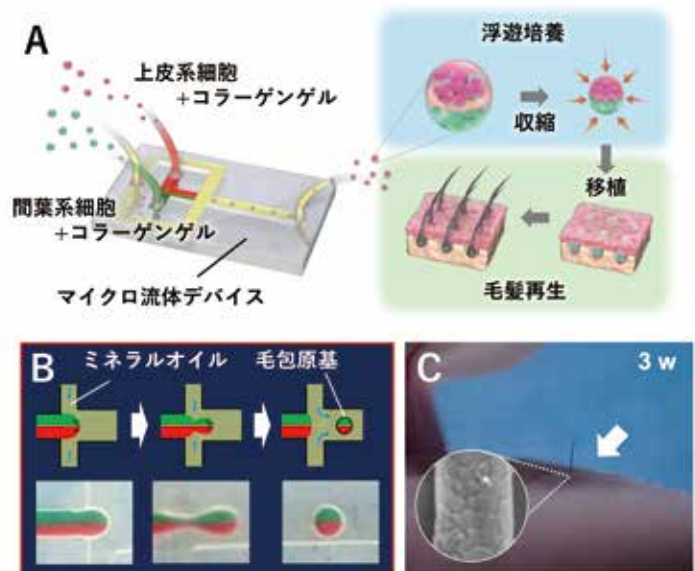 A
上皮系細胞
+コラーゲンゲル
間葉系細胞
+コラーゲンゲル
マイクロ流体デバイス
浮遊培養
収縮
移植
毛髪再生
B
ミネラルオイル
毛包原基
C
3 w